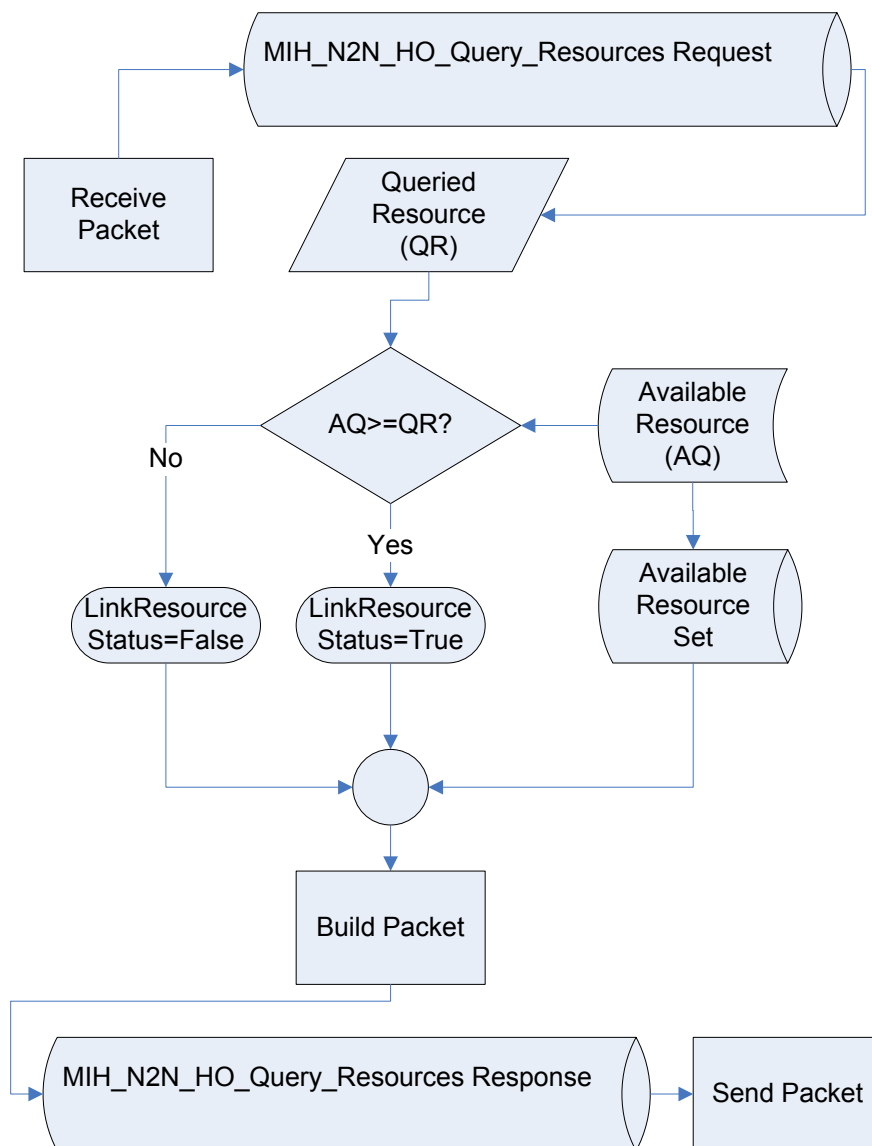 MIH_N2N_HO_Query_Resources Request
Receive
Packet
Queried
Resource
(QR)
AQ>=QR?
Available
Resource
(AQ)
No
Yes
LinkResource
Status=False
LinkResource
Status=True
Available
Resource
Set
Build Packet
MIH_N2N_HO_Query_Resources Response
Send Packet